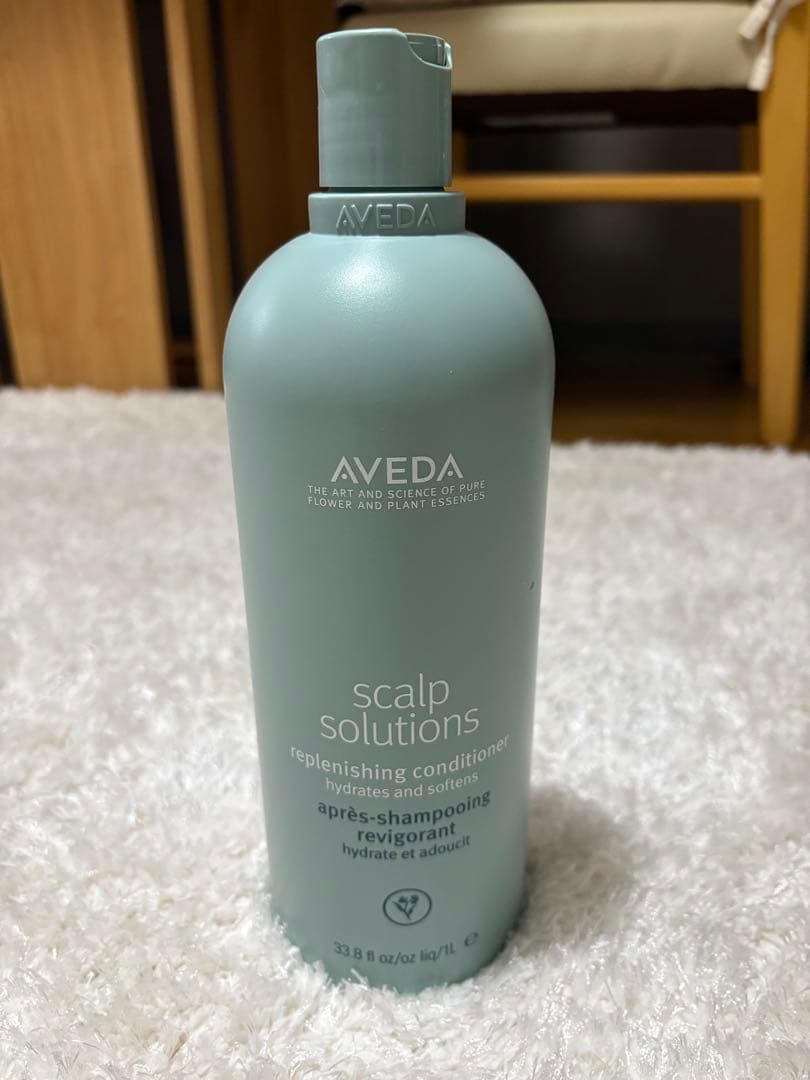 AVEDA
AVEDA
THE ART AND SCIENCE OF PURE
FLOWER AND PLANT ESSENCES
scalp
solutions
replenishing conditioner
hydrates and softens
après-shampooing
revigorant
hydrate et adoucit
33.8 fl oz/oz liq/1L ℮